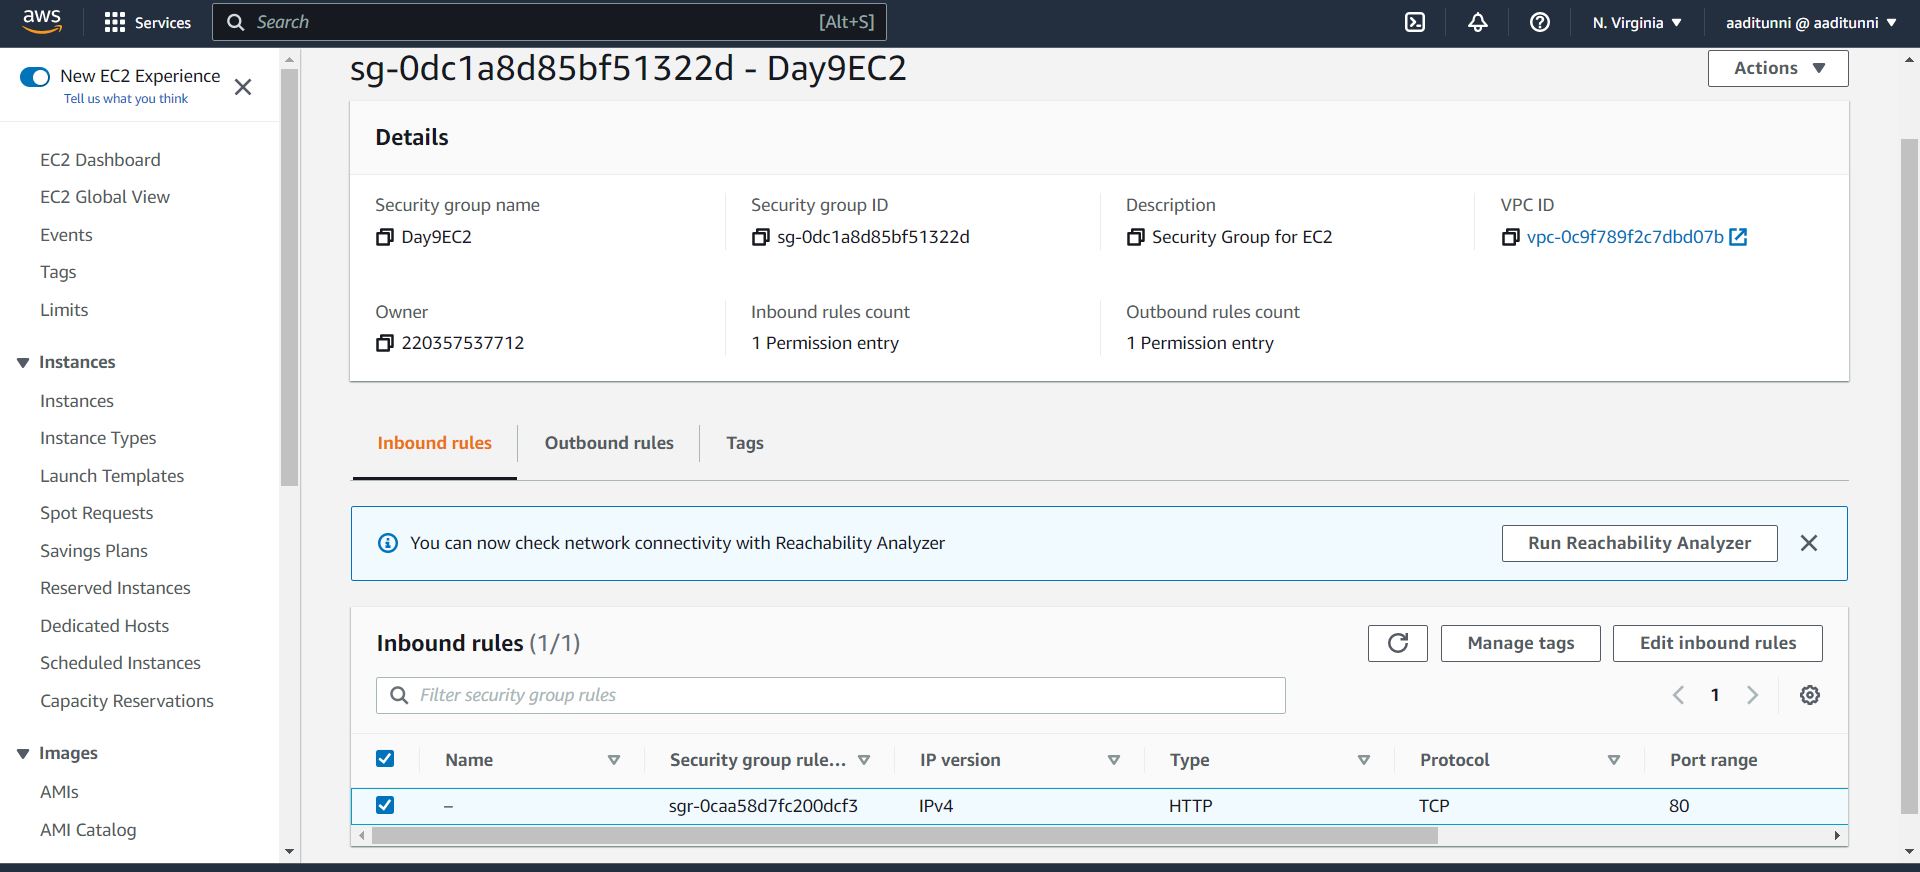 aws Services Search [Alt+S] N. Virginia aaditunni @ aaditunni
New EC2 Experience
Tell us what you think
EC2 Dashboard
EC2 Global View
Events
Tags
Limits
Instances
Instances
Instance Types
Launch Templates
Spot Requests
Savings Plans
Reserved Instances
Dedicated Hosts
Scheduled Instances
Capacity Reservations
Images
AMIs
AMI Catalog
sg-0dc1a8d85bf51322d - Day9EC2 Actions
Details
Security group name Security group ID Description VPC ID
Day9EC2 sg-0dc1a8d85bf51322d Security Group for EC2 vpc-0c9f789f2c7dbd07b
Owner Inbound rules count Outbound rules count
220357537712 1 Permission entry 1 Permission entry
Inbound rules Outbound rules Tags
You can now check network connectivity with Reachability Analyzer Run Reachability Analyzer
Inbound rules (1/1) Manage tags Edit inbound rules
Filter security group rules 1
Name Security group rule... IP version Type Protocol Port range
– sgr-0caa58d7fc200dcf3 IPv4 HTTP TCP 80